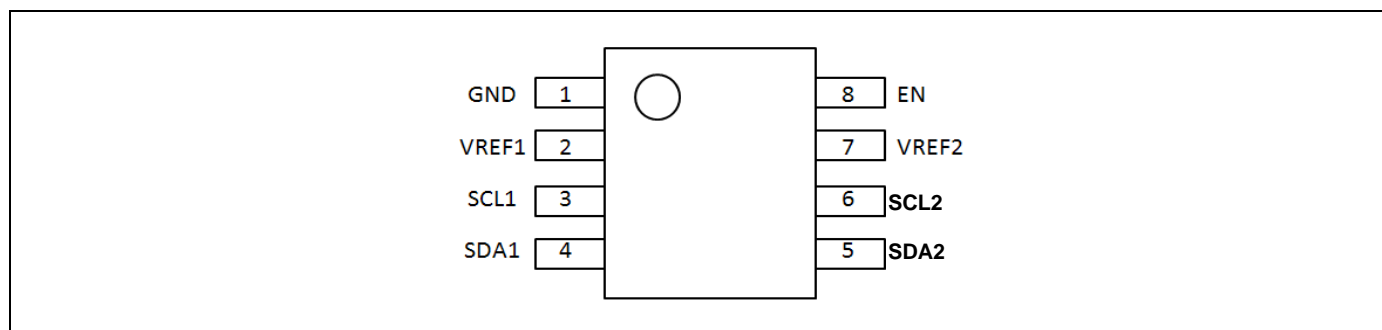 GND 1 8 EN
VREF1 2 7 VREF2
SCL1 3 6 SCL2
SDA1 4 5 SDA2